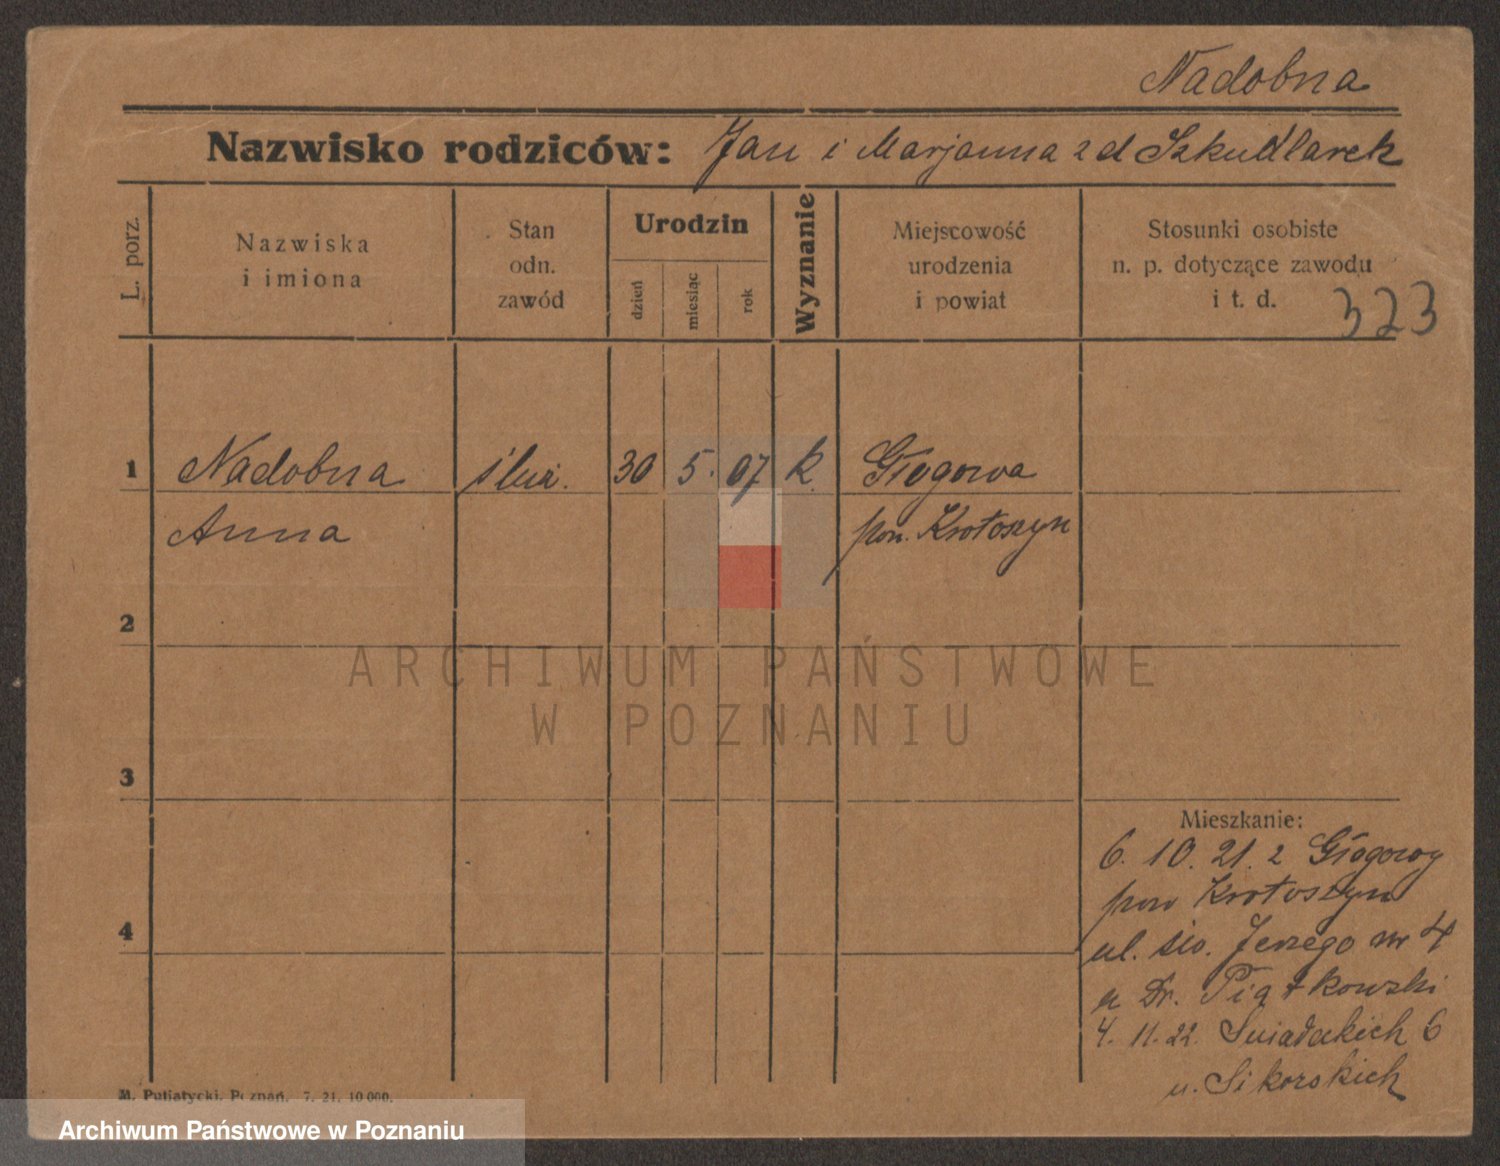 Nadobna
Nazwisko rodziców: Jan i Marjanna z d Szkudlarek
L. porz.
Nazwiska
i imiona
Stan
odn.
zawód
Urodzin
dzień
miesiąc
rok
Wyznanie
Miejscowość
urodzenia
i powiat
Stosunki osobiste
n. p. dotyczące zawodu
i t. d.
323
1 Nadobna służ. 30 5. 07 k. Głogowa
Anna pow. Krotoszyn
2
3
4
Mieszkanie:
6. 10. 21. z Głogowy
pow Krotoszyn
ul. św. Jerzego nr 4
u Dr. Piątkowski
4. 11. 22. Śniadeckich 6
u. Sikorskich
M. Putiatycki, Poznań. 7. 21. 10 000.
ARCHIWUM PAŃSTWOWE
W POZNANIU
Archiwum Państwowe w Poznaniu